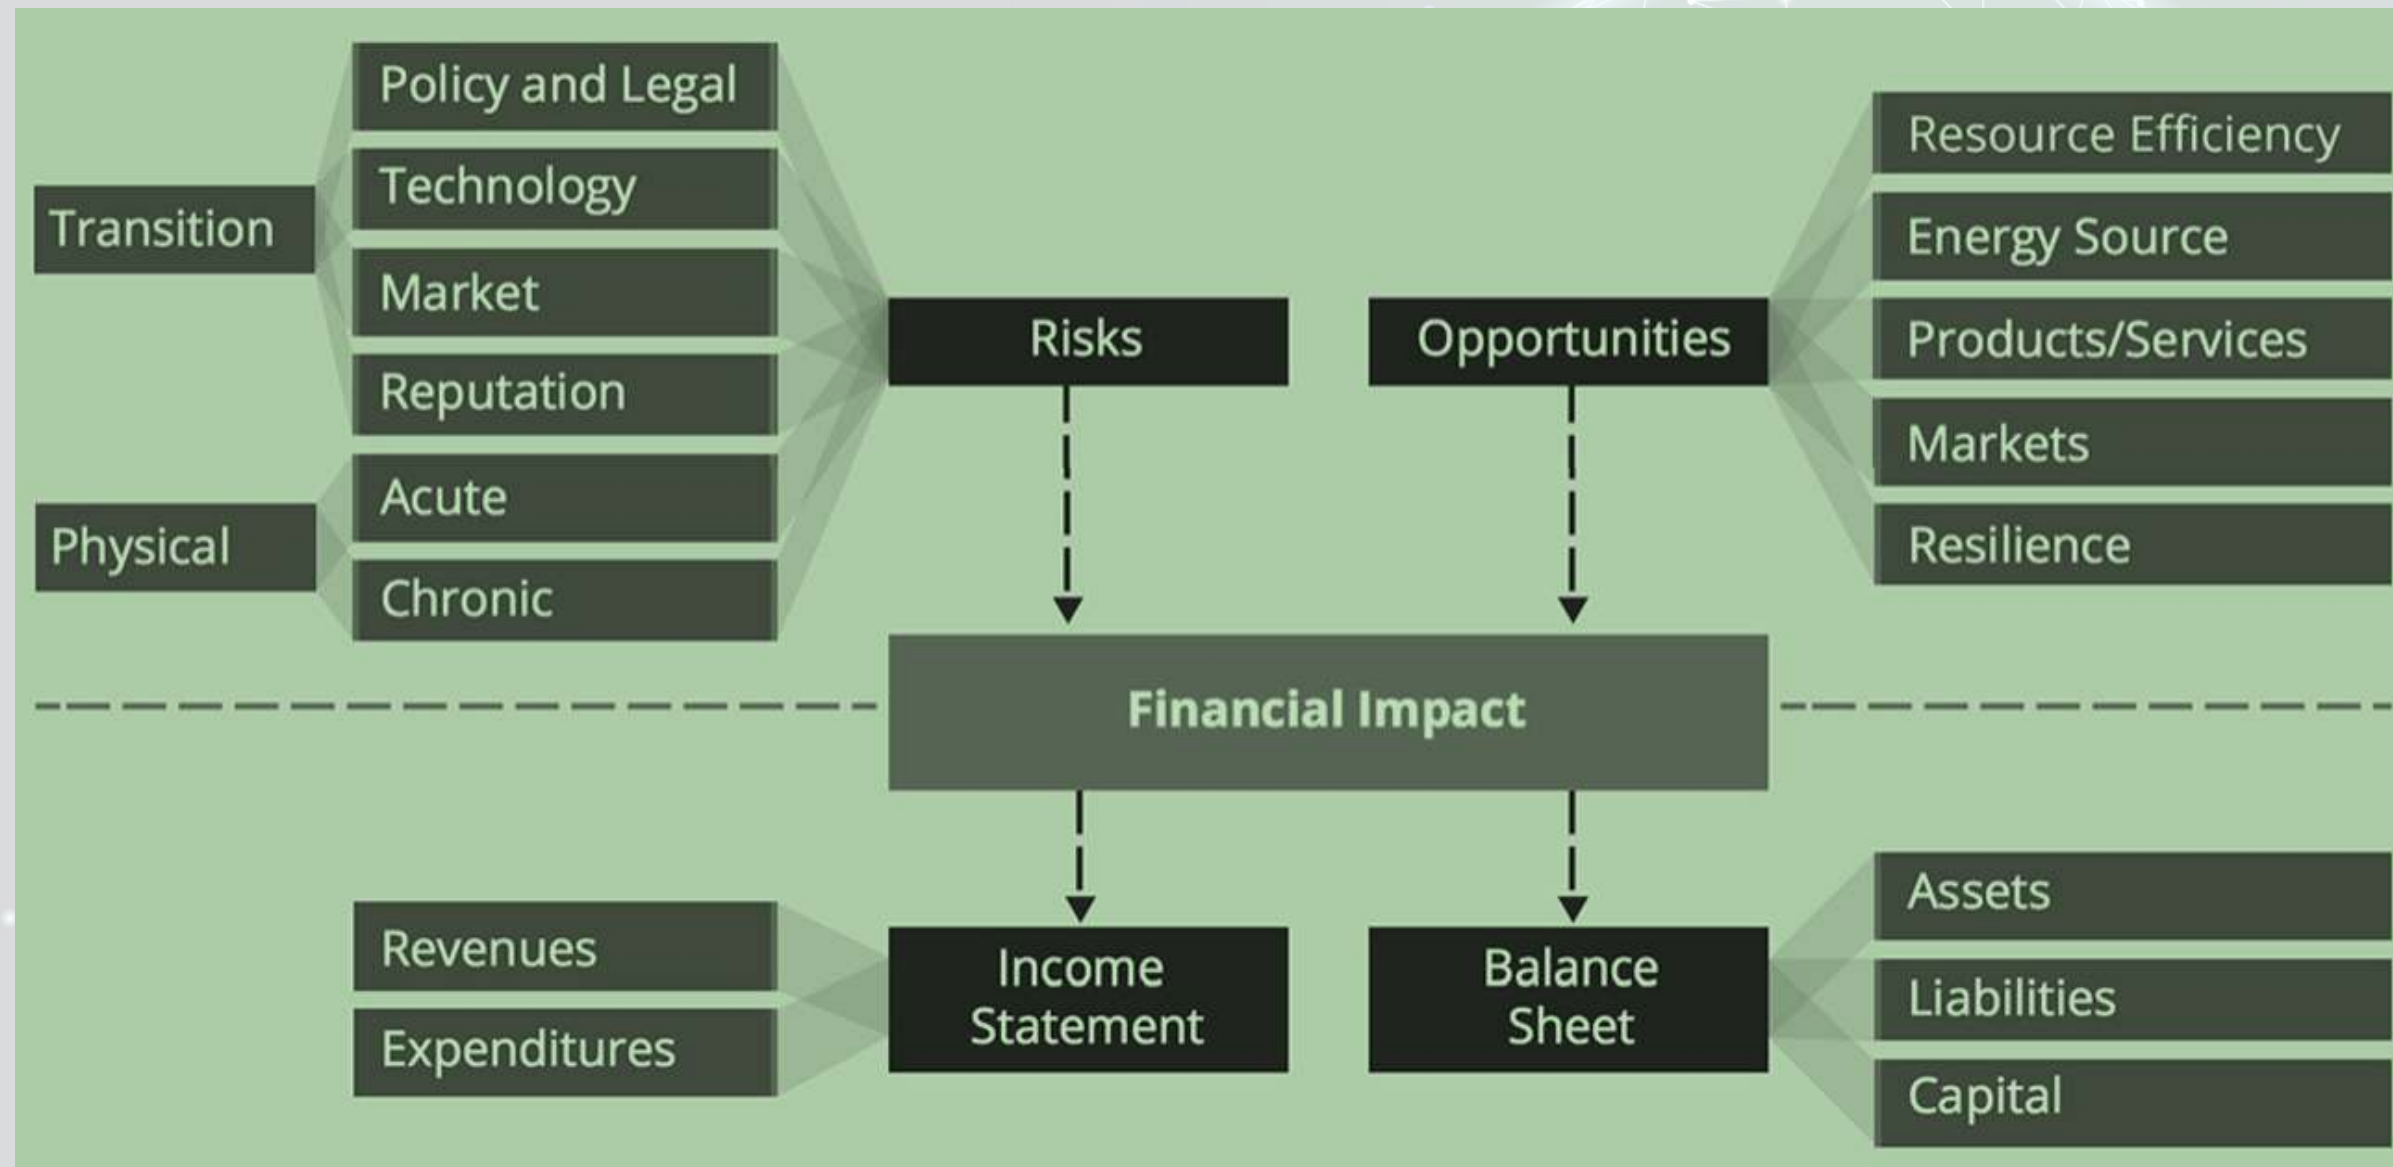 Transition
Physical
Policy and Legal
Technology
Market
Reputation
Acute
Chronic
Risks
Opportunities
Resource Efficiency
Energy Source
Products/Services
Markets
Resilience
Financial Impact
Revenues
Expenditures
Income
Statement
Balance
Sheet
Assets
Liabilities
Capital